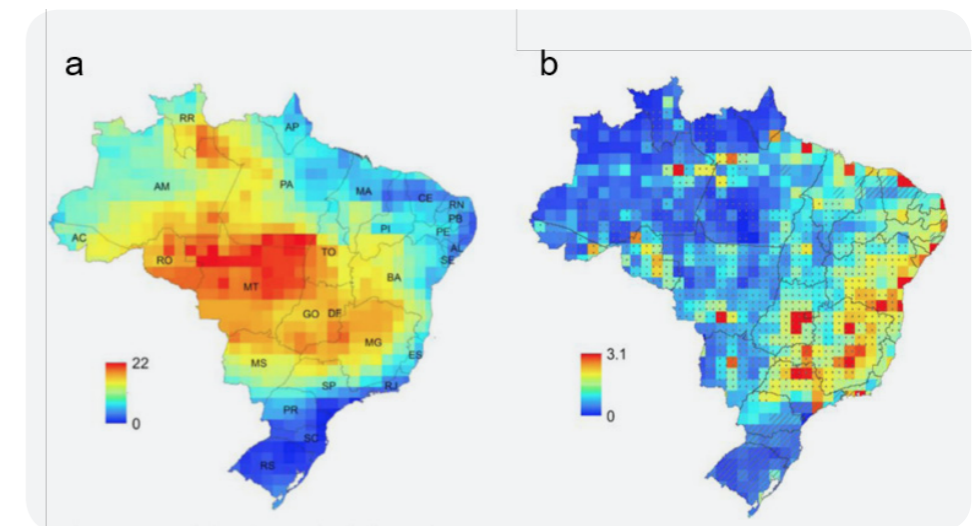 a
b
RR
AP
AM
PA
MA
CE
RN
PB
PI
PE
AC
AL
TO
SE
RO
BA
MT
GO
DF
MG
ES
MS
22
0
SP
RJ
PR
SC
RS
3.1
0